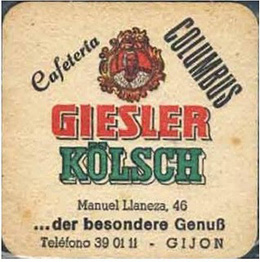 Cafeteria COLUMBUS
GIESLER
KÖLSCH
Manuel Llaneza, 46
...der besondere Genuß
Teléfono 39 01 11 - GIJON